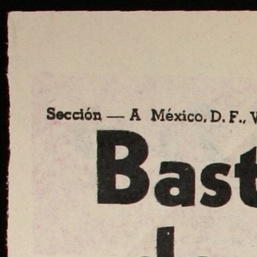 Sección — A México, D. F., V
Bast